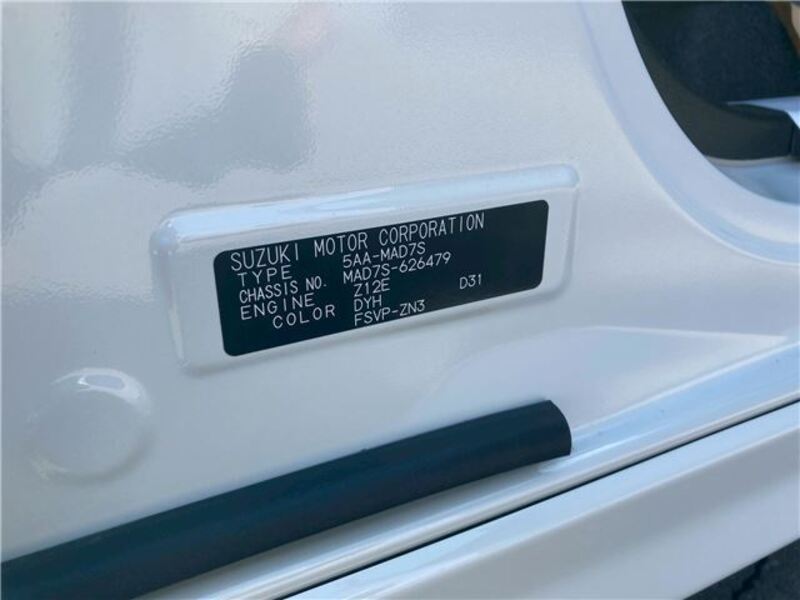 SUZUKI MOTOR CORPORATION
TYPE 5AA-MAD7S
CHASSIS NO. MAD7S-626479
ENGINE Z12E D31
COLOR DYH
FSVP-ZN3